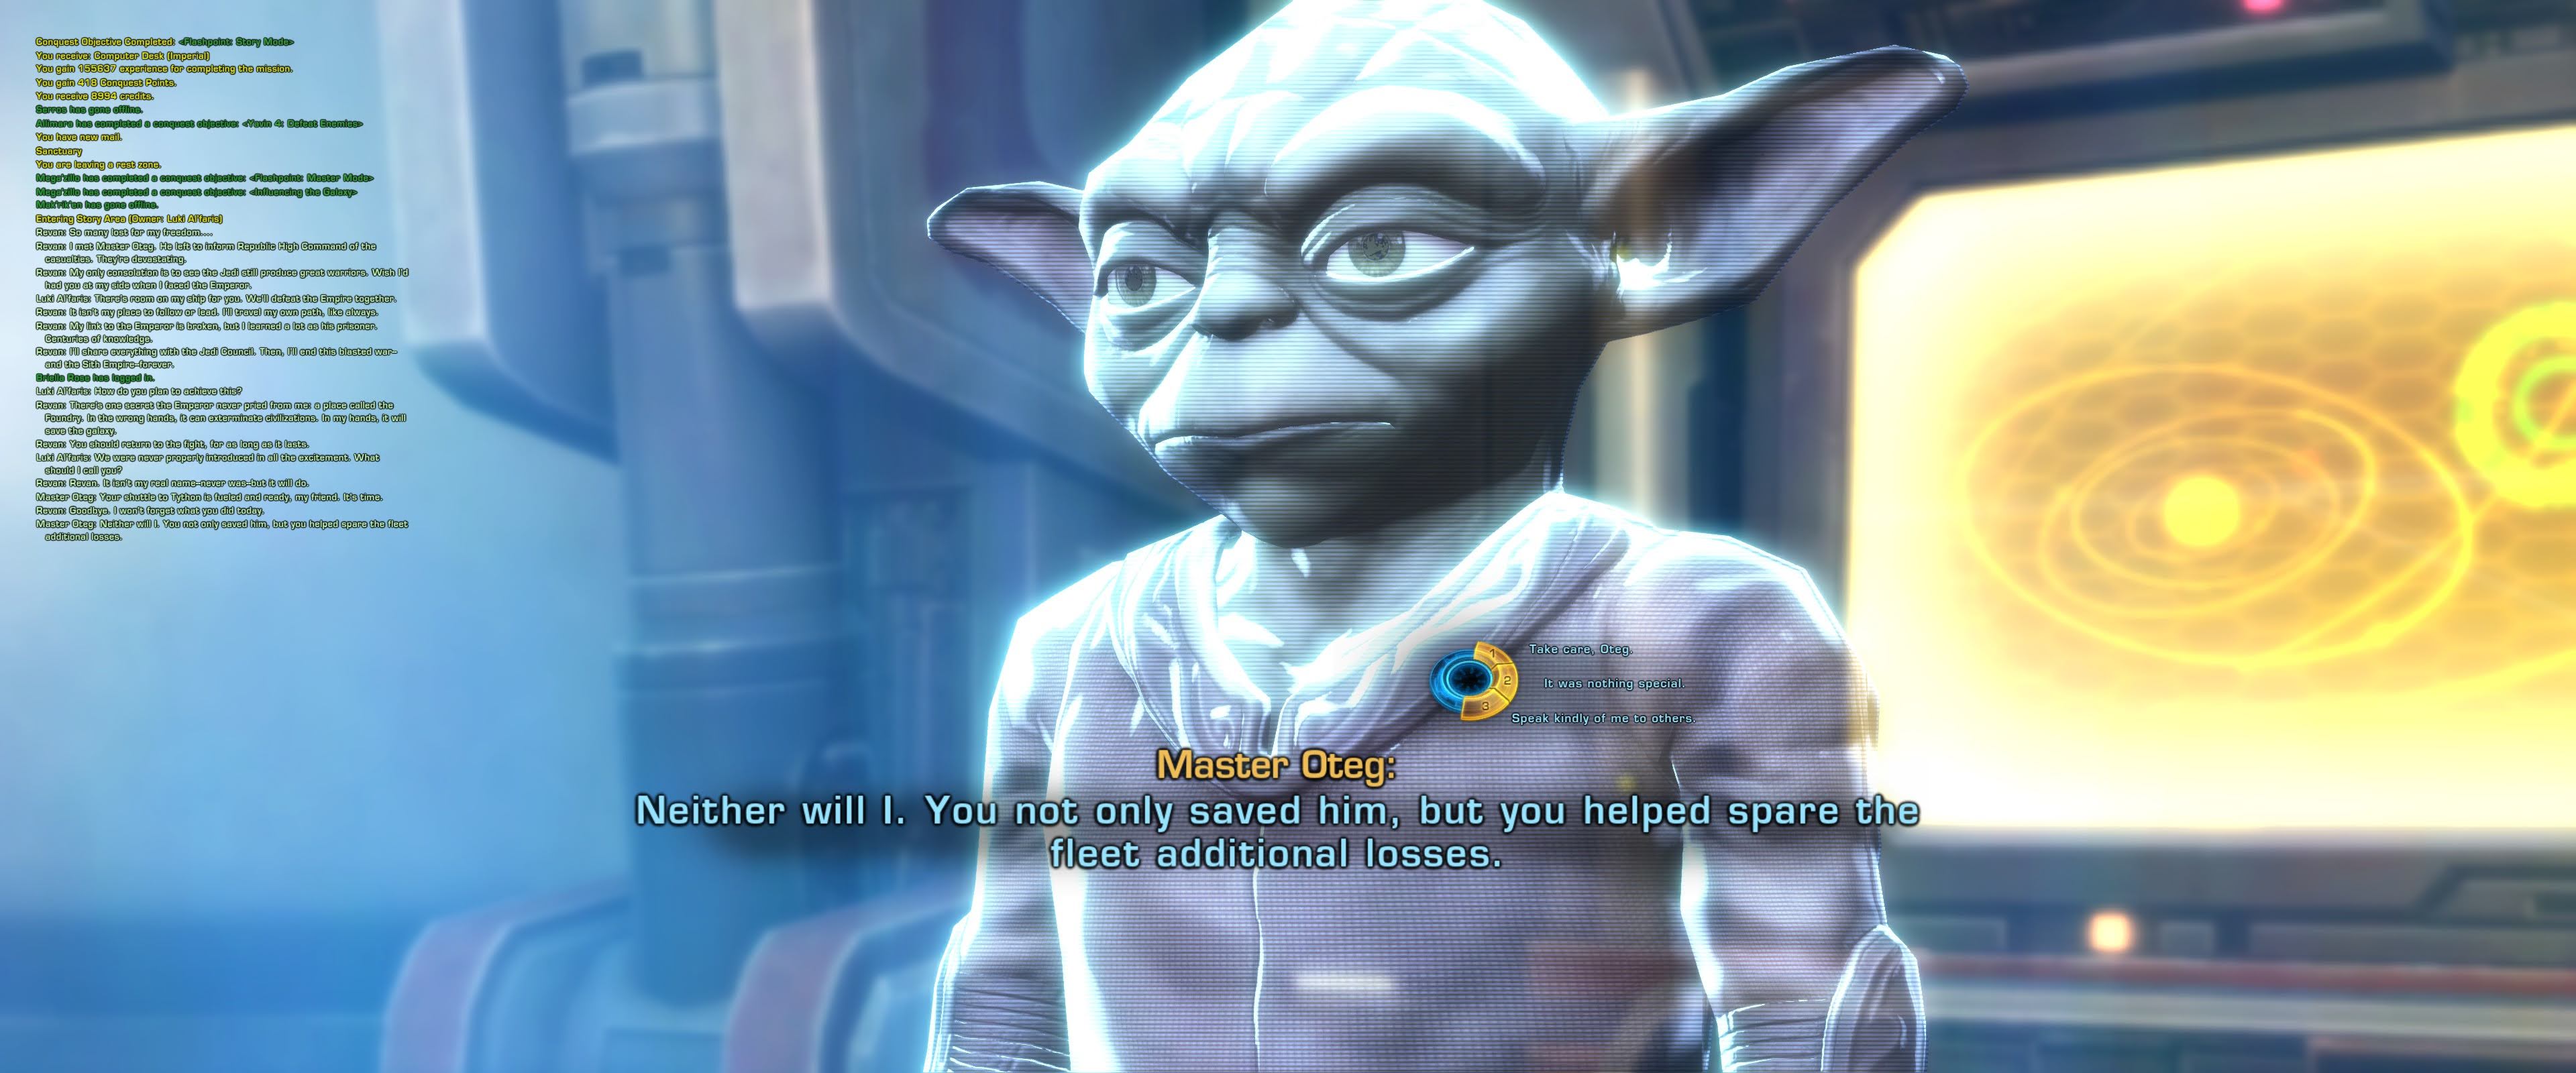 Conquest Objective Completed: <Flashpoint: Story Mode>
You receive: Computer Desk (Imperial)
You gain 155637 experience for completing the mission.
You gain 418 Conquest Points.
You receive 8994 credits.
Serros has gone offline.
Allimara has completed a conquest objective: <Yavin 4: Defeat Enemies>
You have new mail.
Sanctuary
You are leaving a rest zone.
Mega'zillo has completed a conquest objective: <Flashpoint: Master Mode>
Mega'zillo has completed a conquest objective: <Influencing the Galaxy>
has gone offline.
Entering Story Area (Owner: Luki Al'faris)
Revan: So many lost for my freedom....
Revan: I met Master Oteg. He left to inform Republic High Command of the
casualties. They're devastating.
Revan: My only consolation is to see the Jedi still produce great warriors. Wish I'd
had you at my side when I faced the Emperor.
Luki Al'faris: There's room on my ship for you. We'll defeat the Empire together.
Revan: It isn't my place to follow or lead. I'll travel my own path, like always.
Revan: My link to the Emperor is broken, but I learned a lot as his prisoner.
Centuries of knowledge.
Revan: I'll share everything with the Jedi Council. Then, I'll end this blasted war–
and the Sith Empire–forever.
Briella Ross has logged in.
Luki Al'faris: How do you plan to achieve this?
Revan: There's one secret the Emperor never pried from me: a place called the
Foundry. In the wrong hands, it can exterminate civilizations. In my hands, it will
save the galaxy.
Revan: You should return to the fight, for as long as it lasts.
Luki Al'faris: We were never properly introduced in all the excitement. What
should I call you?
Revan: Revan. It isn't my real name–never was–but it will do.
Master Oteg: Your shuttle to Tython is fueled and ready, my friend. It's time.
Revan: Goodbye. I won't forget what you did today.
Master Oteg: Neither will I. You not only saved him, but you helped spare the fleet
additional losses.
1 Take care, Oteg.
2 It was nothing special.
3 Speak kindly of me to others.
Master Oteg:
Neither will I. You not only saved him, but you helped spare the
fleet additional losses.